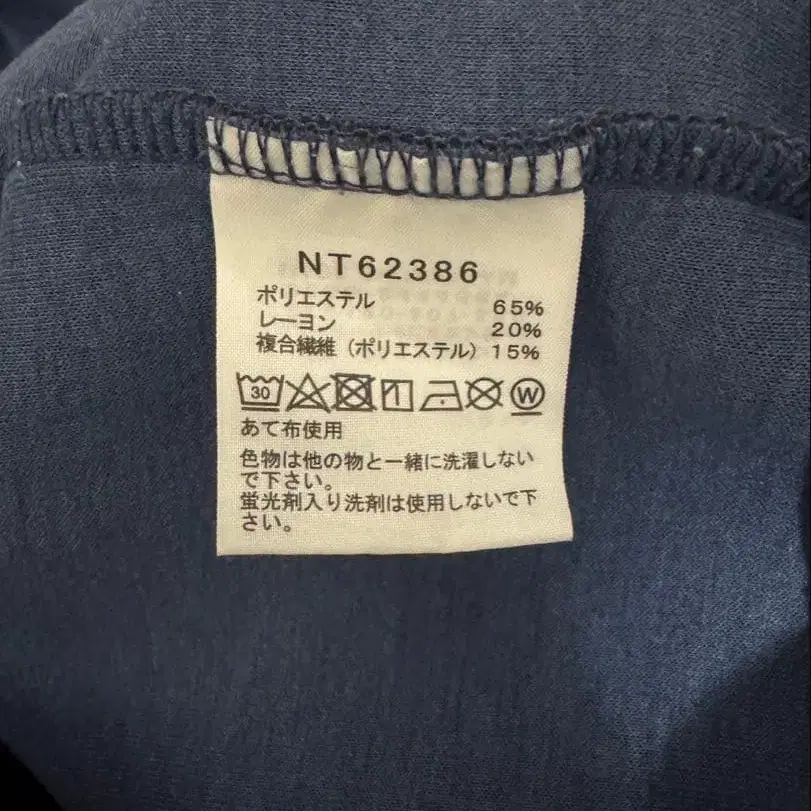 NT62386
ポリエステル 65%
レーヨン 20%
複合繊維（ポリエステル）15%
30 W
あて布使用
色物は他の物と一緒に洗濯しない
で下さい。
蛍光剤入り洗剤は使用しないで下
さい。